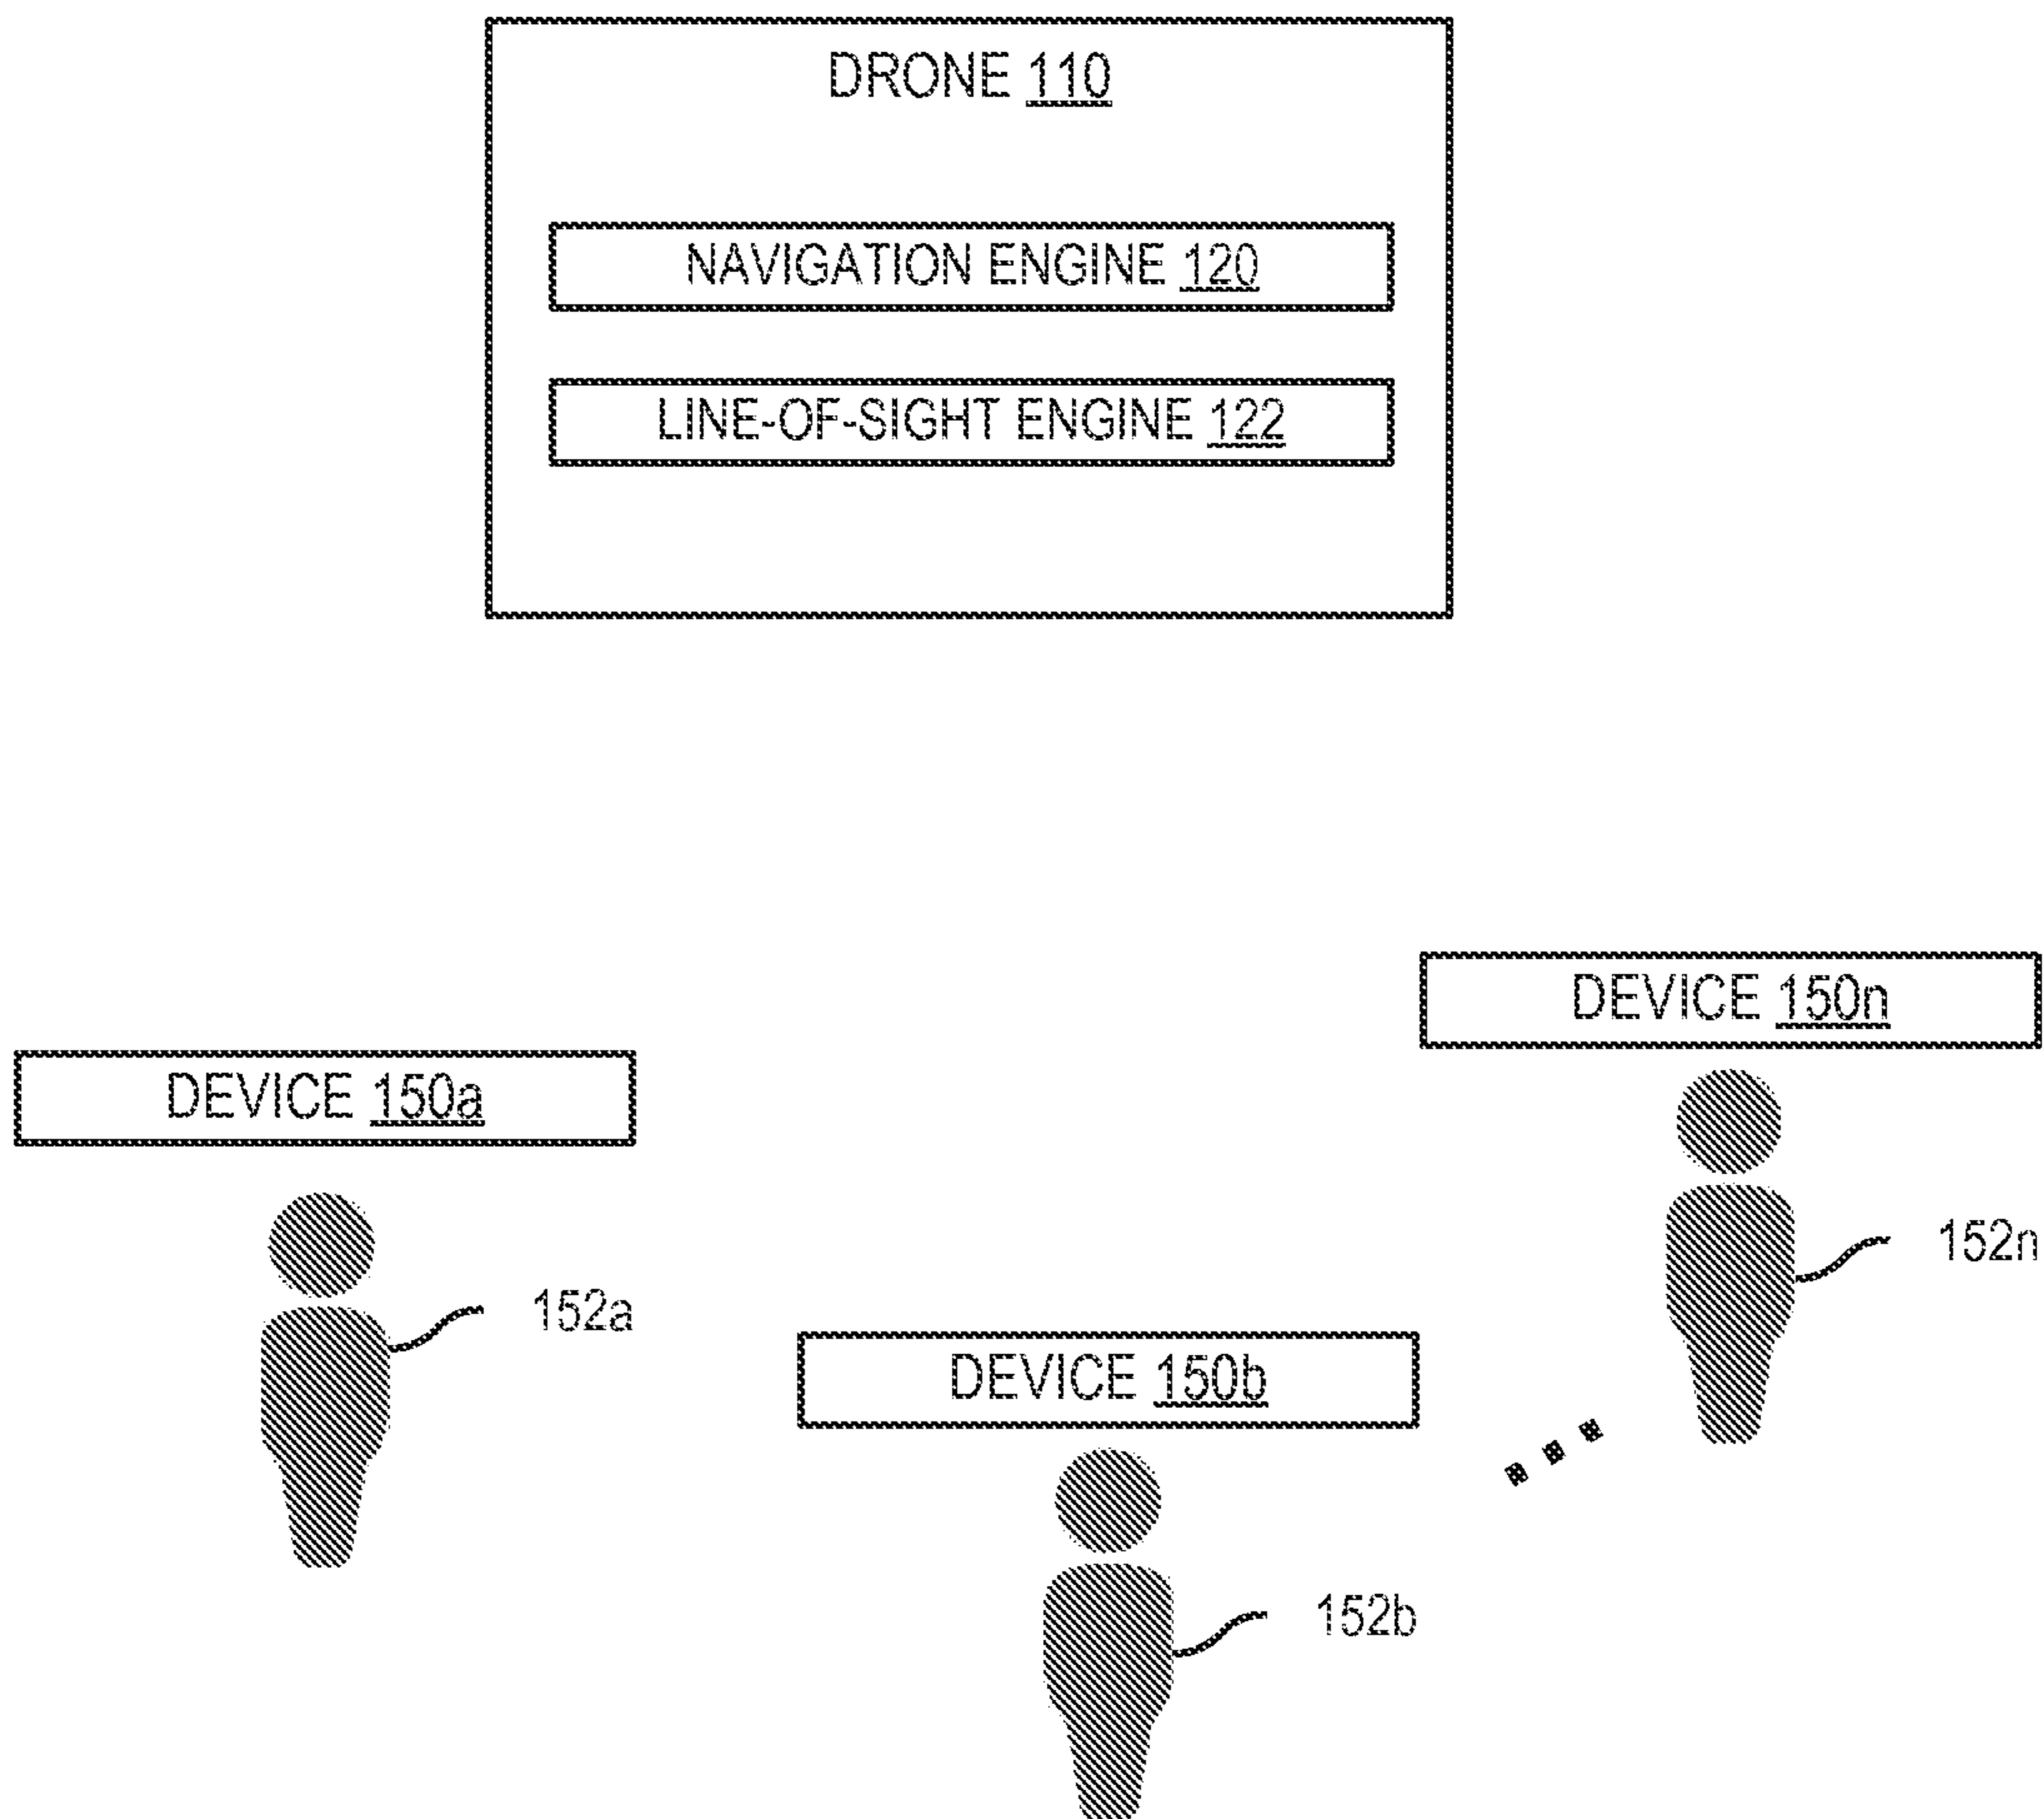 DRONE 110
NAVIGATION ENGINE 120
LINE-OF-SIGHT ENGINE 122
DEVICE 150n
DEVICE 150a
152n
152a
DEVICE 150b
152b